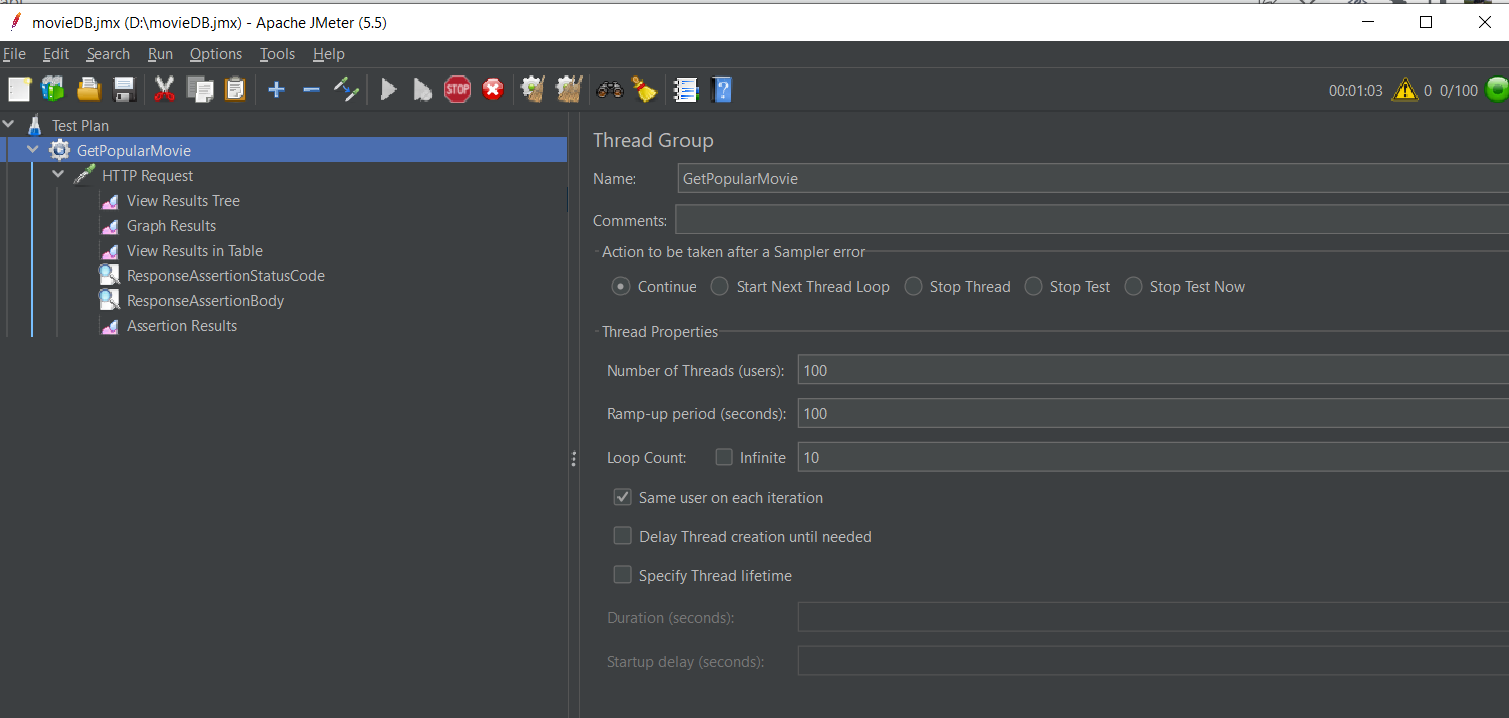 movieDB.jmx (D:\movieDB.jmx) - Apache JMeter (5.5)
File Edit Search Run Options Tools Help
STOP ? 00:01:03 0 0/100
Test Plan
GetPopularMovie
HTTP Request
View Results Tree
Graph Results
View Results in Table
ResponseAssertionStatusCode
ResponseAssertionBody
Assertion Results
Thread Group
Name: GetPopularMovie
Comments:
Action to be taken after a Sampler error
Continue Start Next Thread Loop Stop Thread Stop Test Stop Test Now
Thread Properties
Number of Threads (users): 100
Ramp-up period (seconds): 100
Loop Count: Infinite 10
Same user on each iteration
Delay Thread creation until needed
Specify Thread lifetime
Duration (seconds):
Startup delay (seconds):